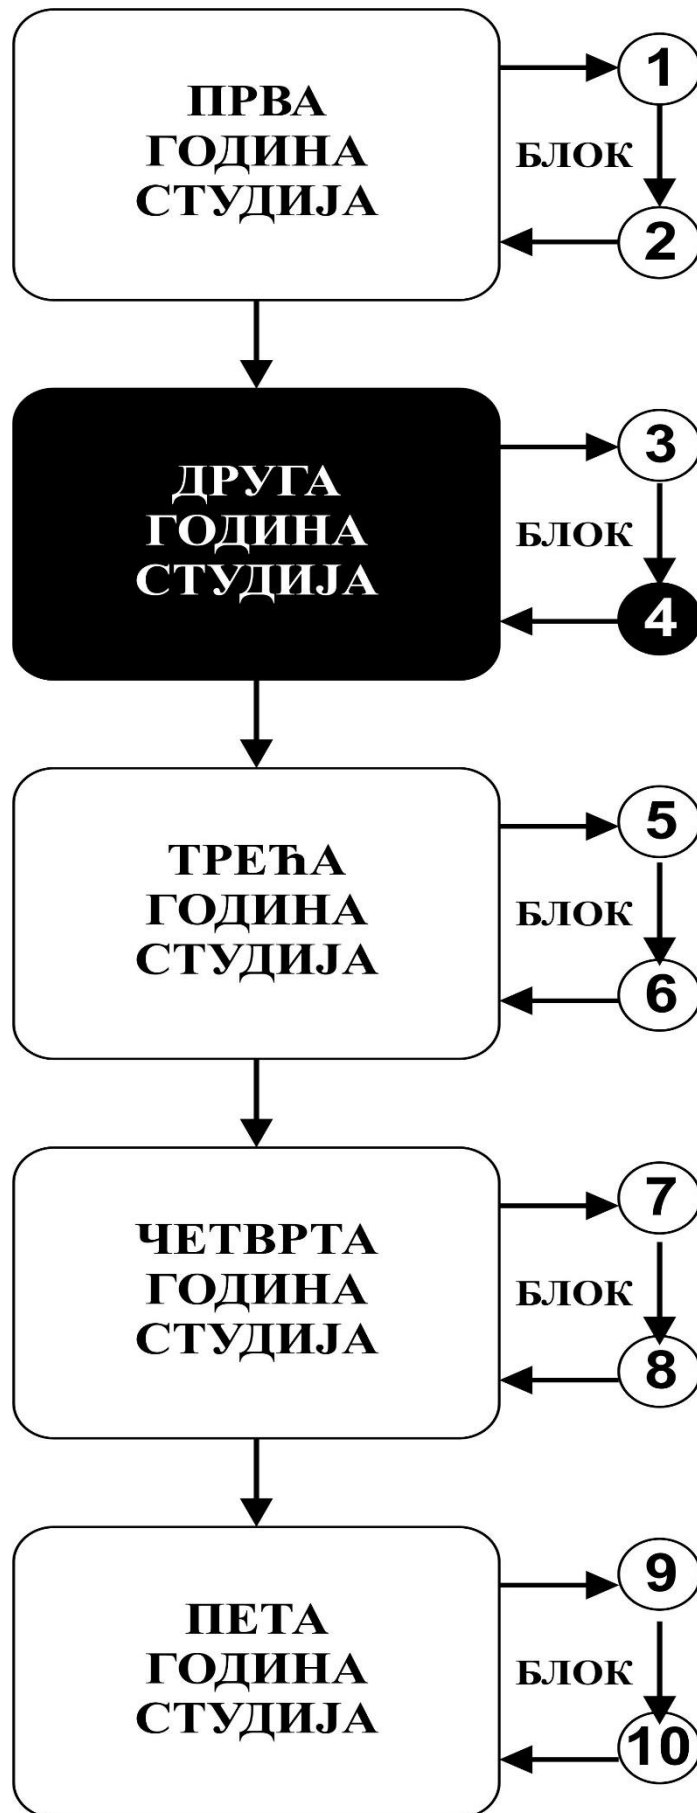 ПРВА
ГОДИНА
СТУДИЈА
1
БЛОК
2
ДРУГА
ГОДИНА
СТУДИЈА
3
БЛОК
4
ТРЕЋА
ГОДИНА
СТУДИЈА
5
БЛОК
6
ЧЕТВРТА
ГОДИНА
СТУДИЈА
7
БЛОК
8
ПЕТА
ГОДИНА
СТУДИЈА
9
БЛОК
10